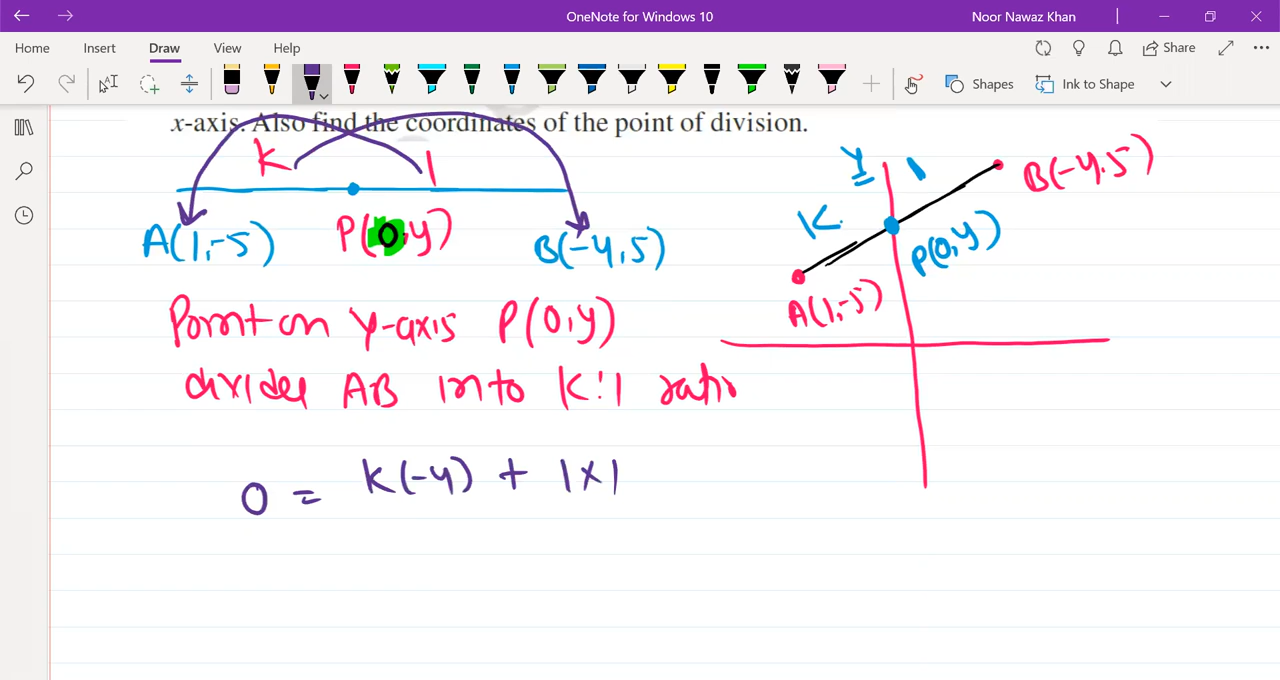 OneNote for Windows 10
Noor Nawaz Khan
Home Insert Draw View Help
Share
Shapes
Ink to Shape
x-axis. Also find the coordinates of the point of division.
K 1
A(1,-5) P(0,y) B(-4,5)
Point on Y-axis P(0,y)
divides AB into K:1 ratio
0 = K(-4) + 1×1
Y
1
B(-4,5)
K
P(0,y)
A(1,-5)